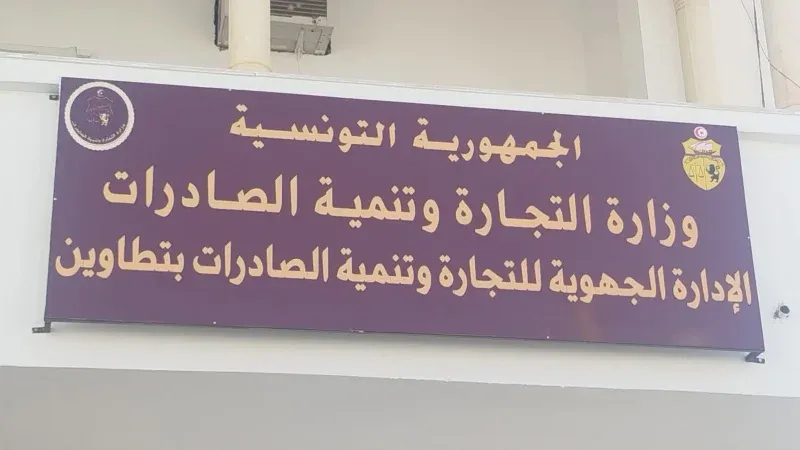 الجمهورية التونسية
وزارة التجارة وتنمية الصادرات
الإدارة الجهوية للتجارة وتنمية الصادرات بتطاوين